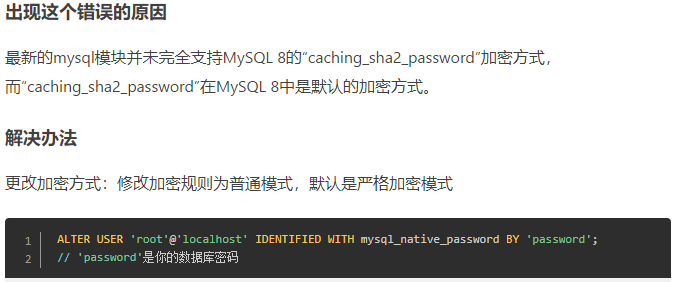 出现这个错误的原因
最新的mysql模块并未完全支持MySQL 8的“caching_sha2_password”加密方式，
而“caching_sha2_password”在MySQL 8中是默认的加密方式。
解决办法
更改加密方式：修改加密规则为普通模式，默认是严格加密模式
1 ALTER USER 'root'@'localhost' IDENTIFIED WITH mysql_native_password BY 'password';
2 // 'password'是你的数据库密码